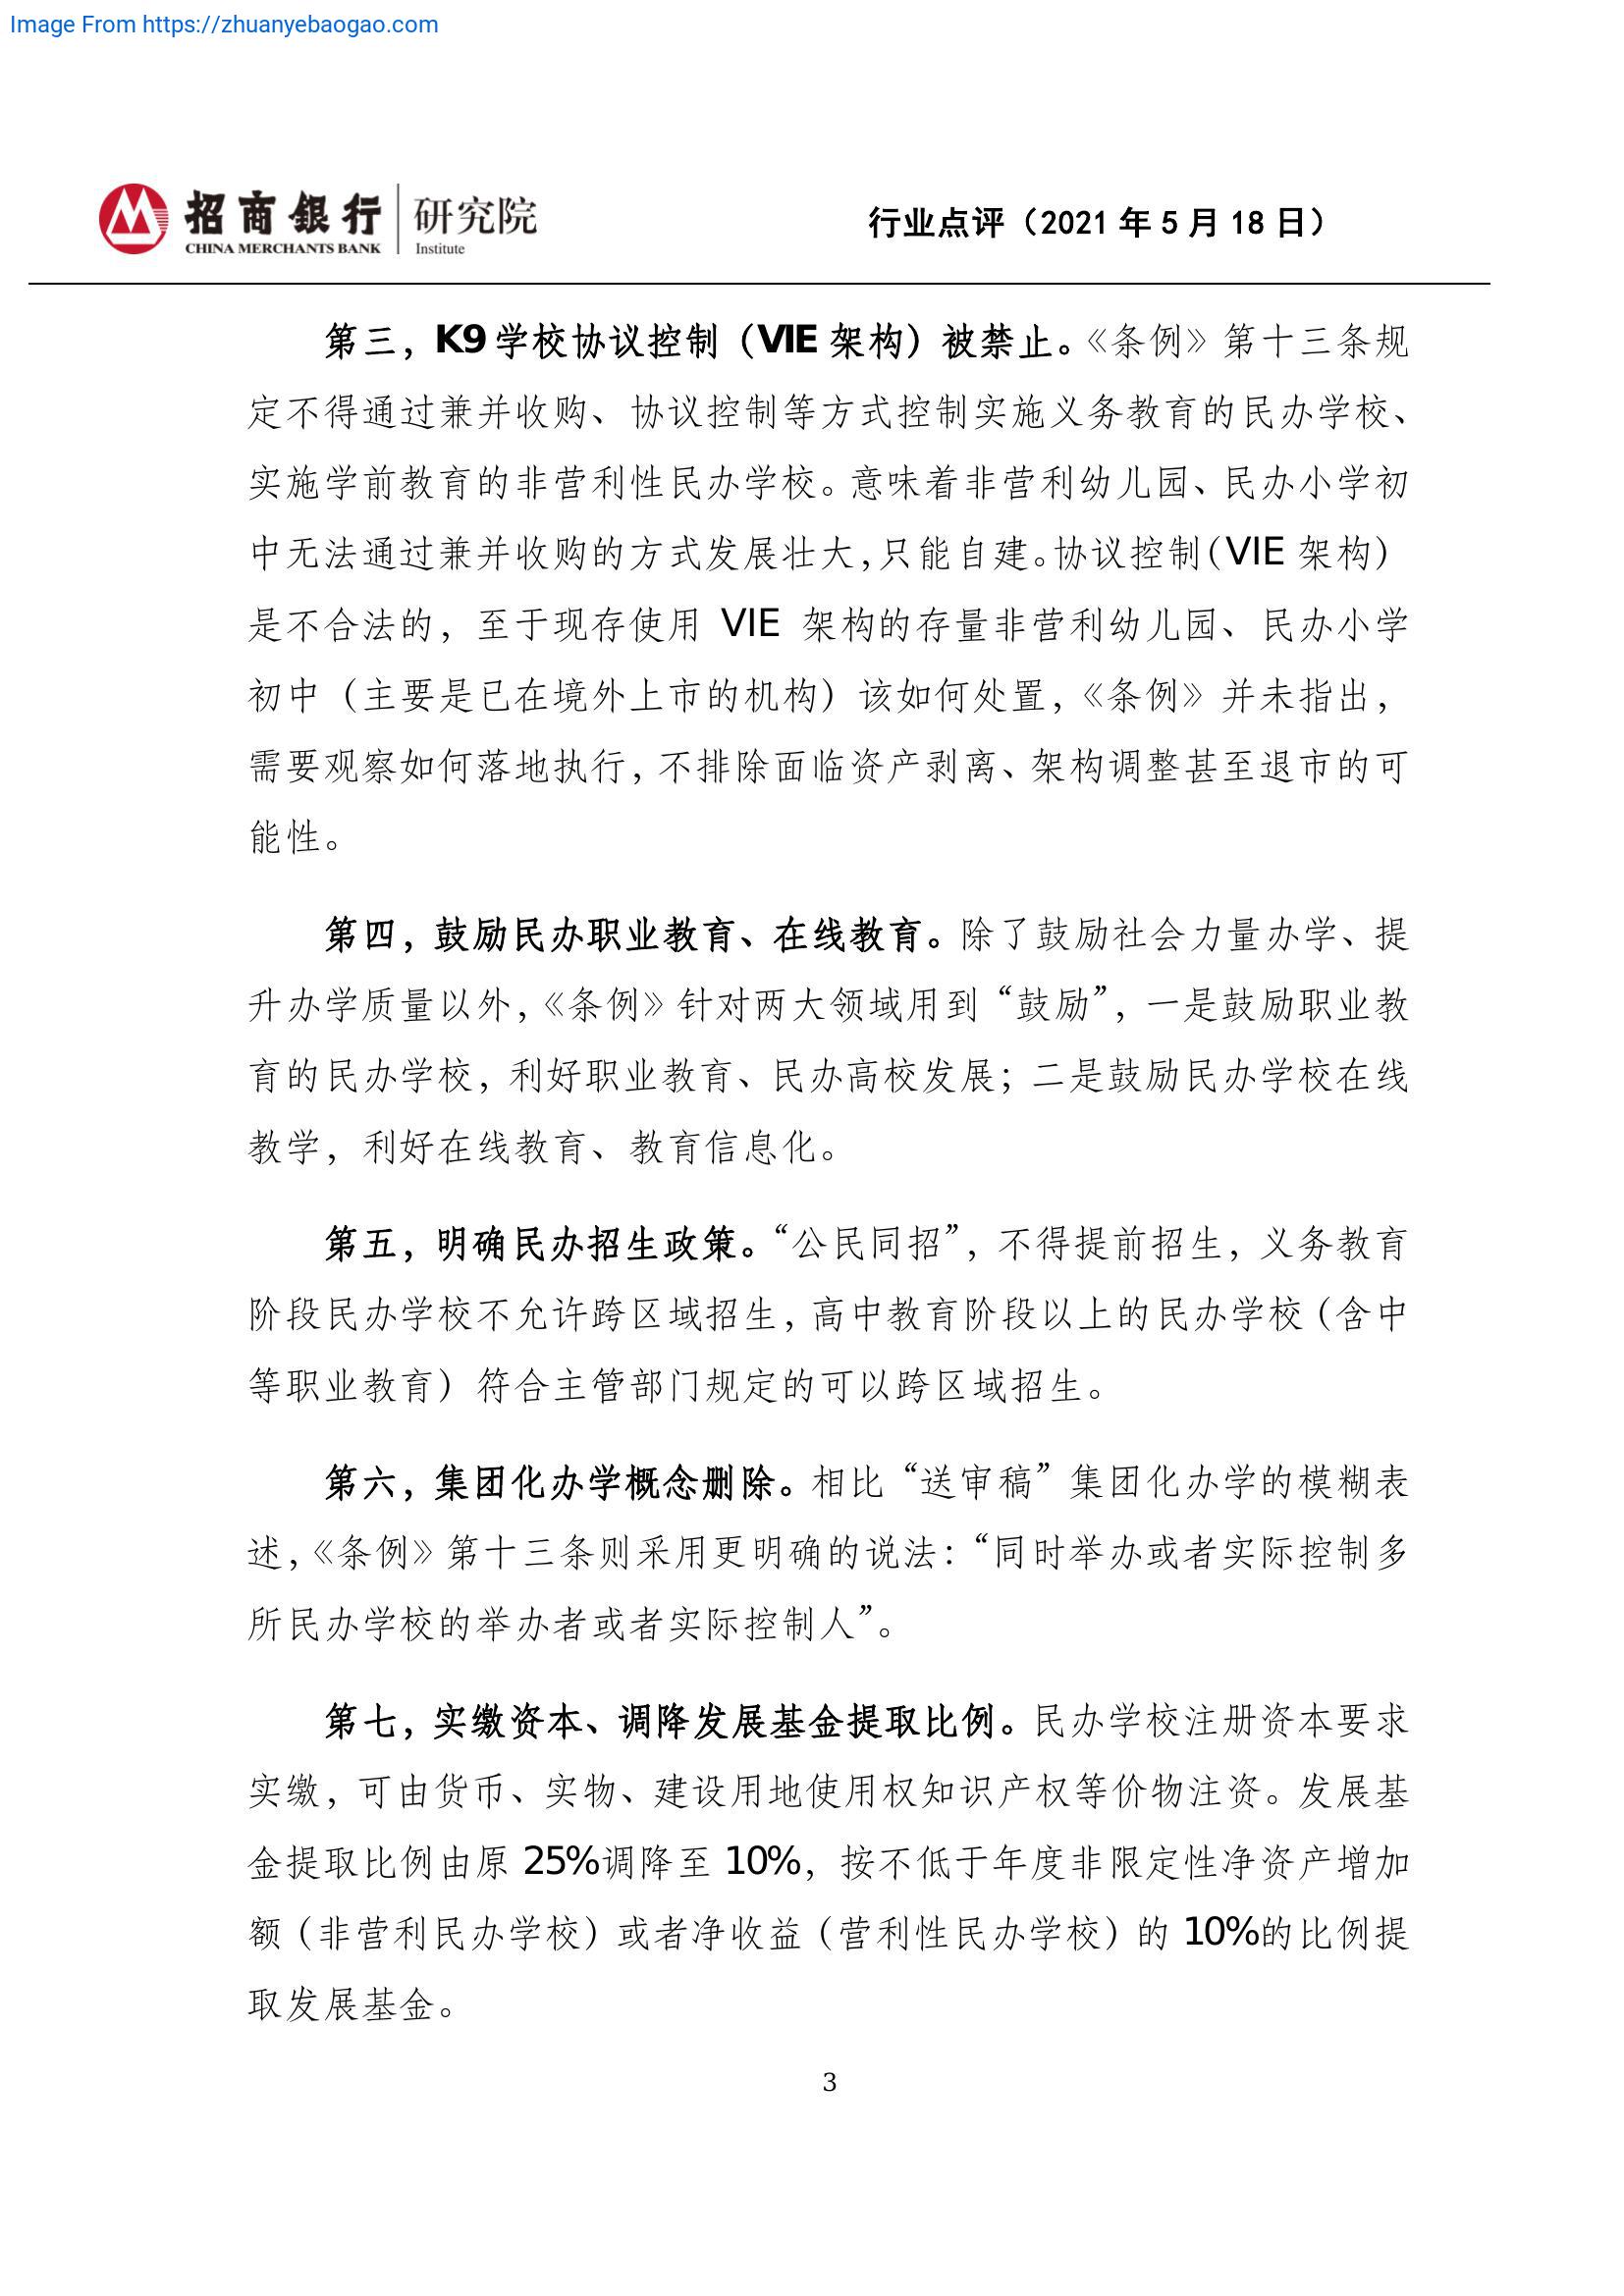 Image From https://zhuanyebaogao.com
招商銀行 研究院
CHINA MERCHANTS BANK Institute
行业点评（2021 年 5 月 18 日）
第三，K9 学校协议控制（VIE 架构）被禁止。《条例》第十三条规
定不得通过兼并收购、协议控制等方式控制实施义务教育的民办学校、
实施学前教育的非营利性民办学校。意味着非营利幼儿园、民办小学初
中无法通过兼并收购的方式发展壮大，只能自建。协议控制（VIE 架构）
是不合法的，至于现存使用 VIE 架构的存量非营利幼儿园、民办小学
初中（主要是已在境外上市的机构）该如何处置，《条例》并未指出，
需要观察如何落地执行，不排除面临资产剥离、架构调整甚至退市的可
能性。
第四，鼓励民办职业教育、在线教育。除了鼓励社会力量办学、提
升办学质量以外，《条例》针对两大领域用到“鼓励”，一是鼓励职业教
育的民办学校，利好职业教育、民办高校发展；二是鼓励民办学校在线
教学，利好在线教育、教育信息化。
第五，明确民办招生政策。“公民同招”，不得提前招生，义务教育
阶段民办学校不允许跨区域招生，高中教育阶段以上的民办学校（含中
等职业教育）符合主管部门规定的可以跨区域招生。
第六，集团化办学概念删除。相比“送审稿”集团化办学的模糊表
述，《条例》第十三条则采用更明确的说法：“同时举办或者实际控制多
所民办学校的举办者或者实际控制人”。
第七，实缴资本、调降发展基金提取比例。民办学校注册资本要求
实缴，可由货币、实物、建设用地使用权知识产权等价物注资。发展基
金提取比例由原 25%调降至 10%，按不低于年度非限定性净资产增加
额（非营利民办学校）或者净收益（营利性民办学校）的 10%的比例提
取发展基金。
3